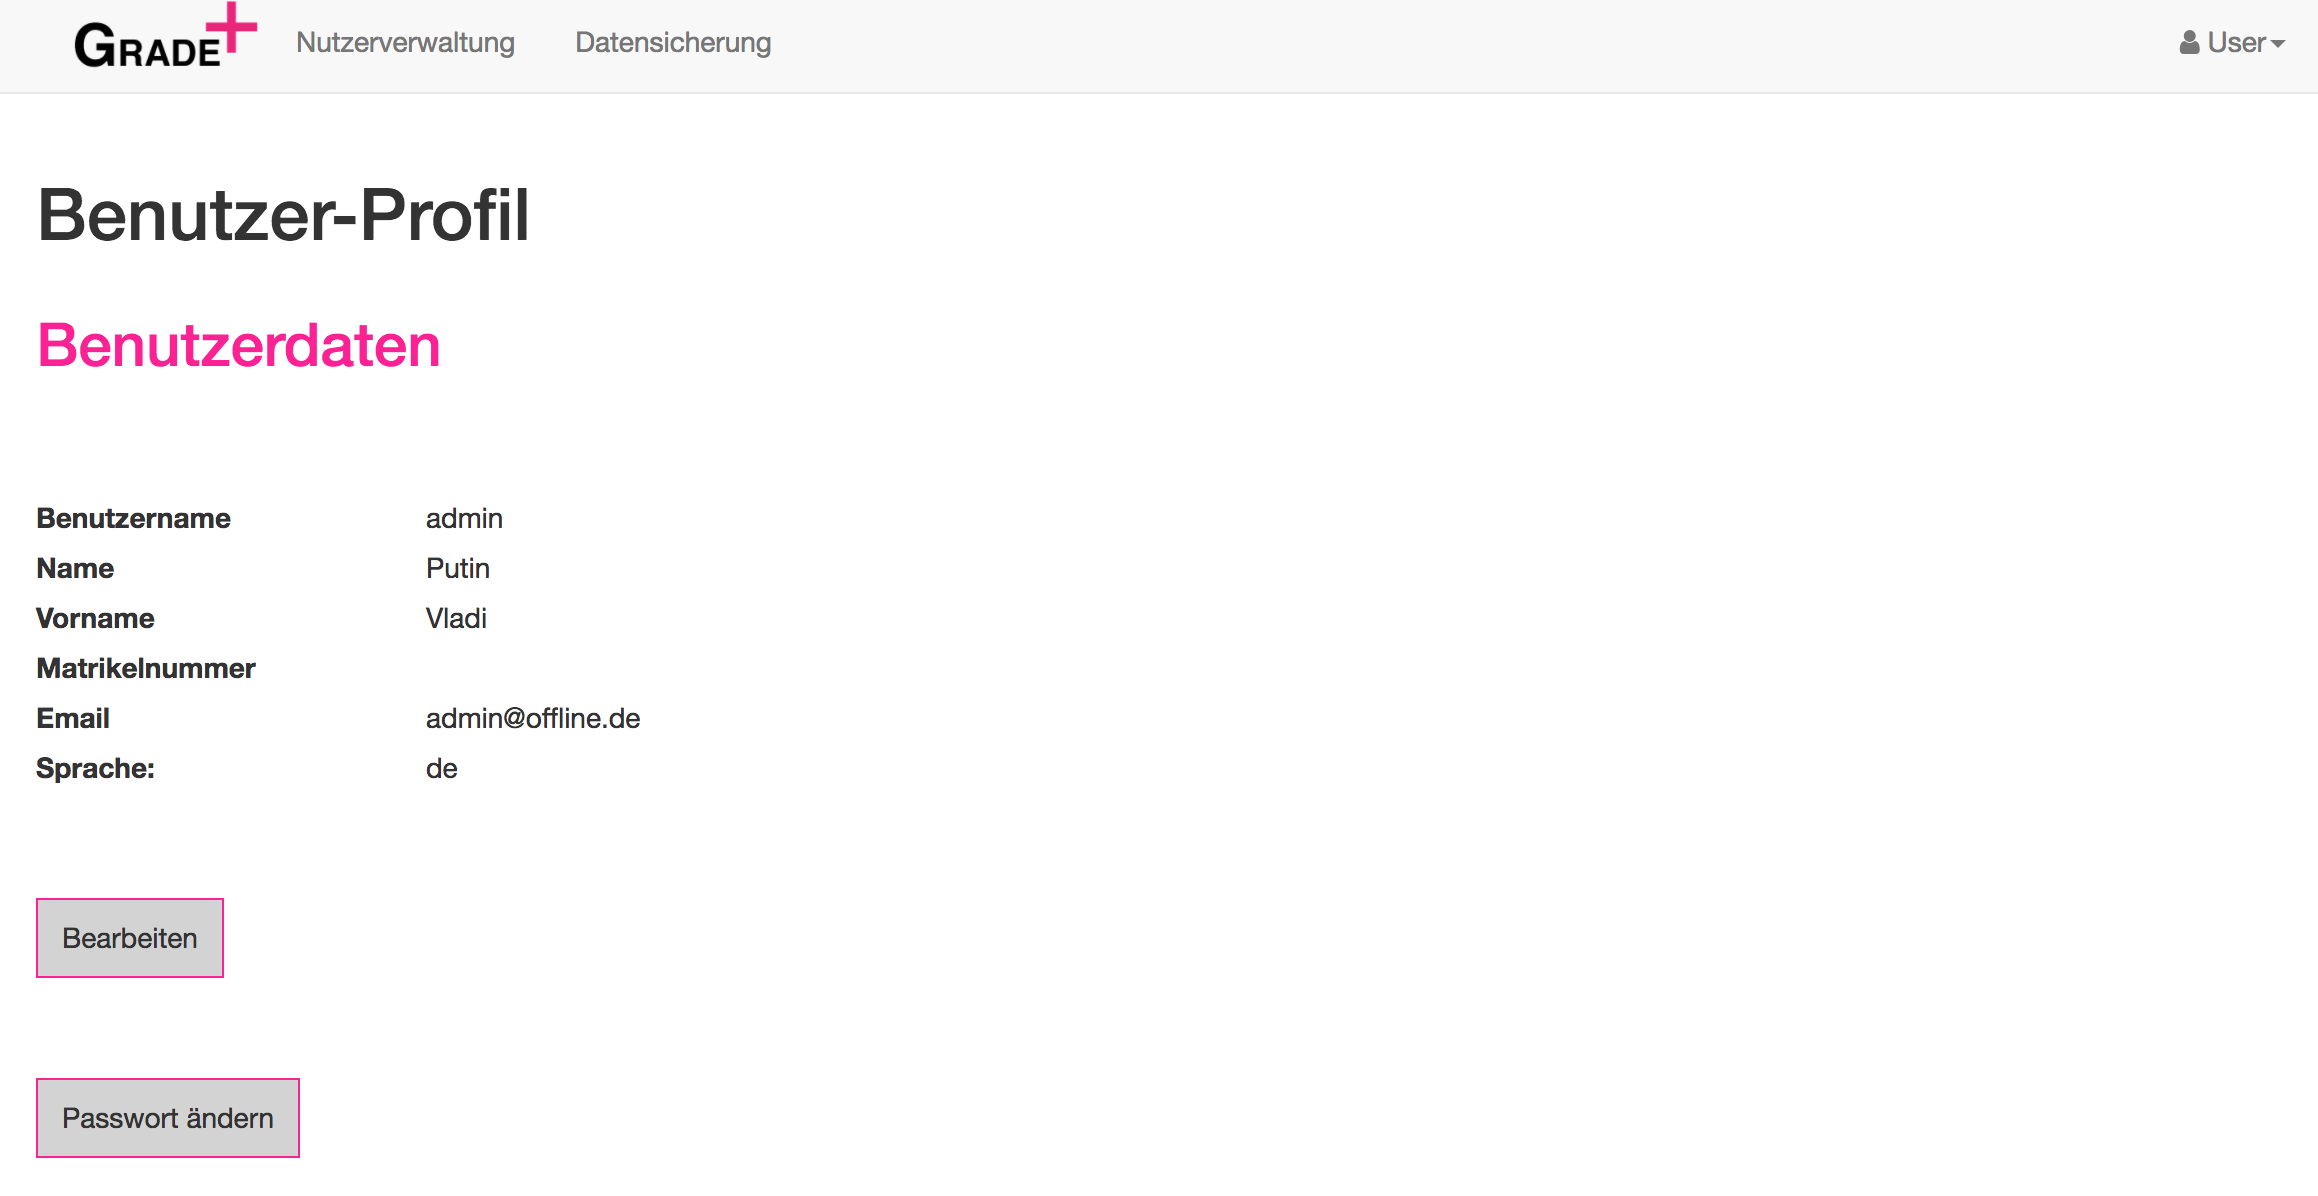 GRADE+ Nutzerverwaltung Datensicherung User
Benutzer-Profil
Benutzerdaten
Benutzername admin
Name Putin
Vorname Vladi
Matrikelnummer
Email admin@offline.de
Sprache: de
Bearbeiten
Passwort ändern